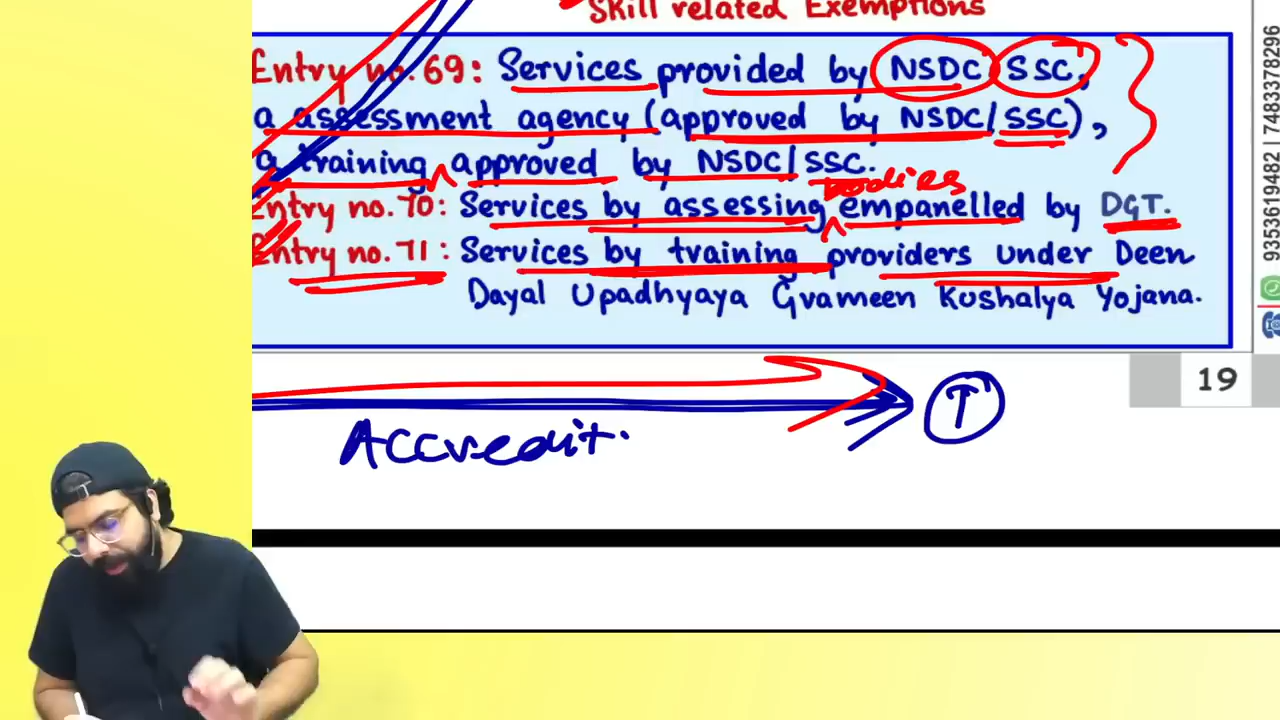 Skill related Exemptions
Entry no. 69: Services provided by NSDC, SSC,
a assessment agency (approved by NSDC/SSC),
a training approved by NSDC/SSC.
bodies
Entry no. 70: Services by assessing empanelled by DGT.
Entry no. 71: Services by training providers under Deen
Dayal Upadhyaya Grameen Kushalya Yojana.
19
Accredit.
T
9353619482 | 7483378296